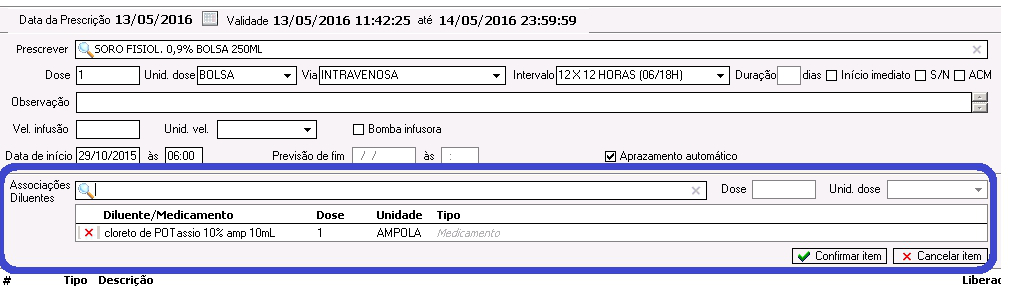 Data da Prescrição 13/05/2016 Validade 13/05/2016 11:42:25 até 14/05/2016 23:59:59
Prescrever SORO FISIOL. 0,9% BOLSA 250ML
Dose 1 Unid. dose BOLSA Via INTRAVENOSA Intervalo 12 X 12 HORAS (06/18H) Duração dias Início imediato S/N ACM
Observação
Vel. infusão Unid. vel. Bomba infusora
Data de início 29/10/2015 às 06:00 Previsão de fim / / às : Aprazamento automático
Associações Dose Unid. dose
Diluentes
Diluente/Medicamento Dose Unidade Tipo
cloreto de POTassio 10% amp 10mL 1 AMPOLA Medicamento
Confirmar item Cancelar item
# Tipo Descrição Liberac